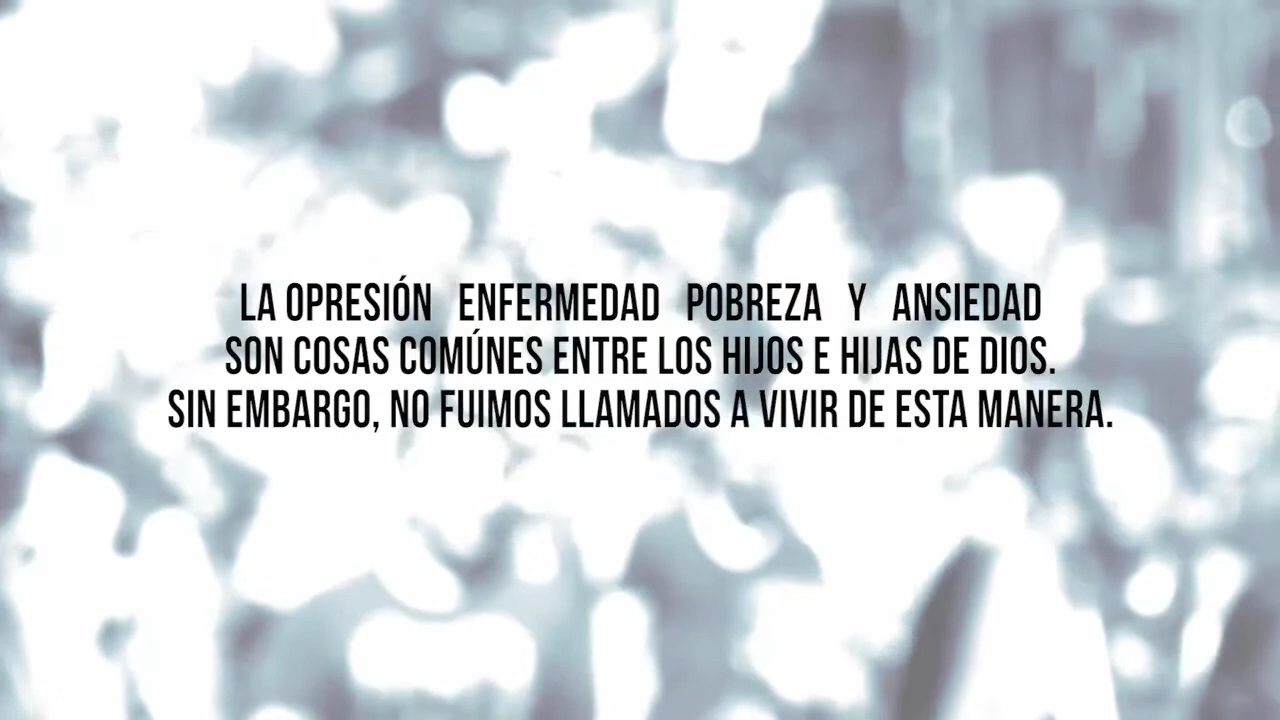 LA OPRESIÓN ENFERMEDAD POBREZA Y ANSIEDAD
SON COSAS COMÚNES ENTRE LOS HIJOS E HIJAS DE DIOS.
SIN EMBARGO, NO FUIMOS LLAMADOS A VIVIR DE ESTA MANERA.